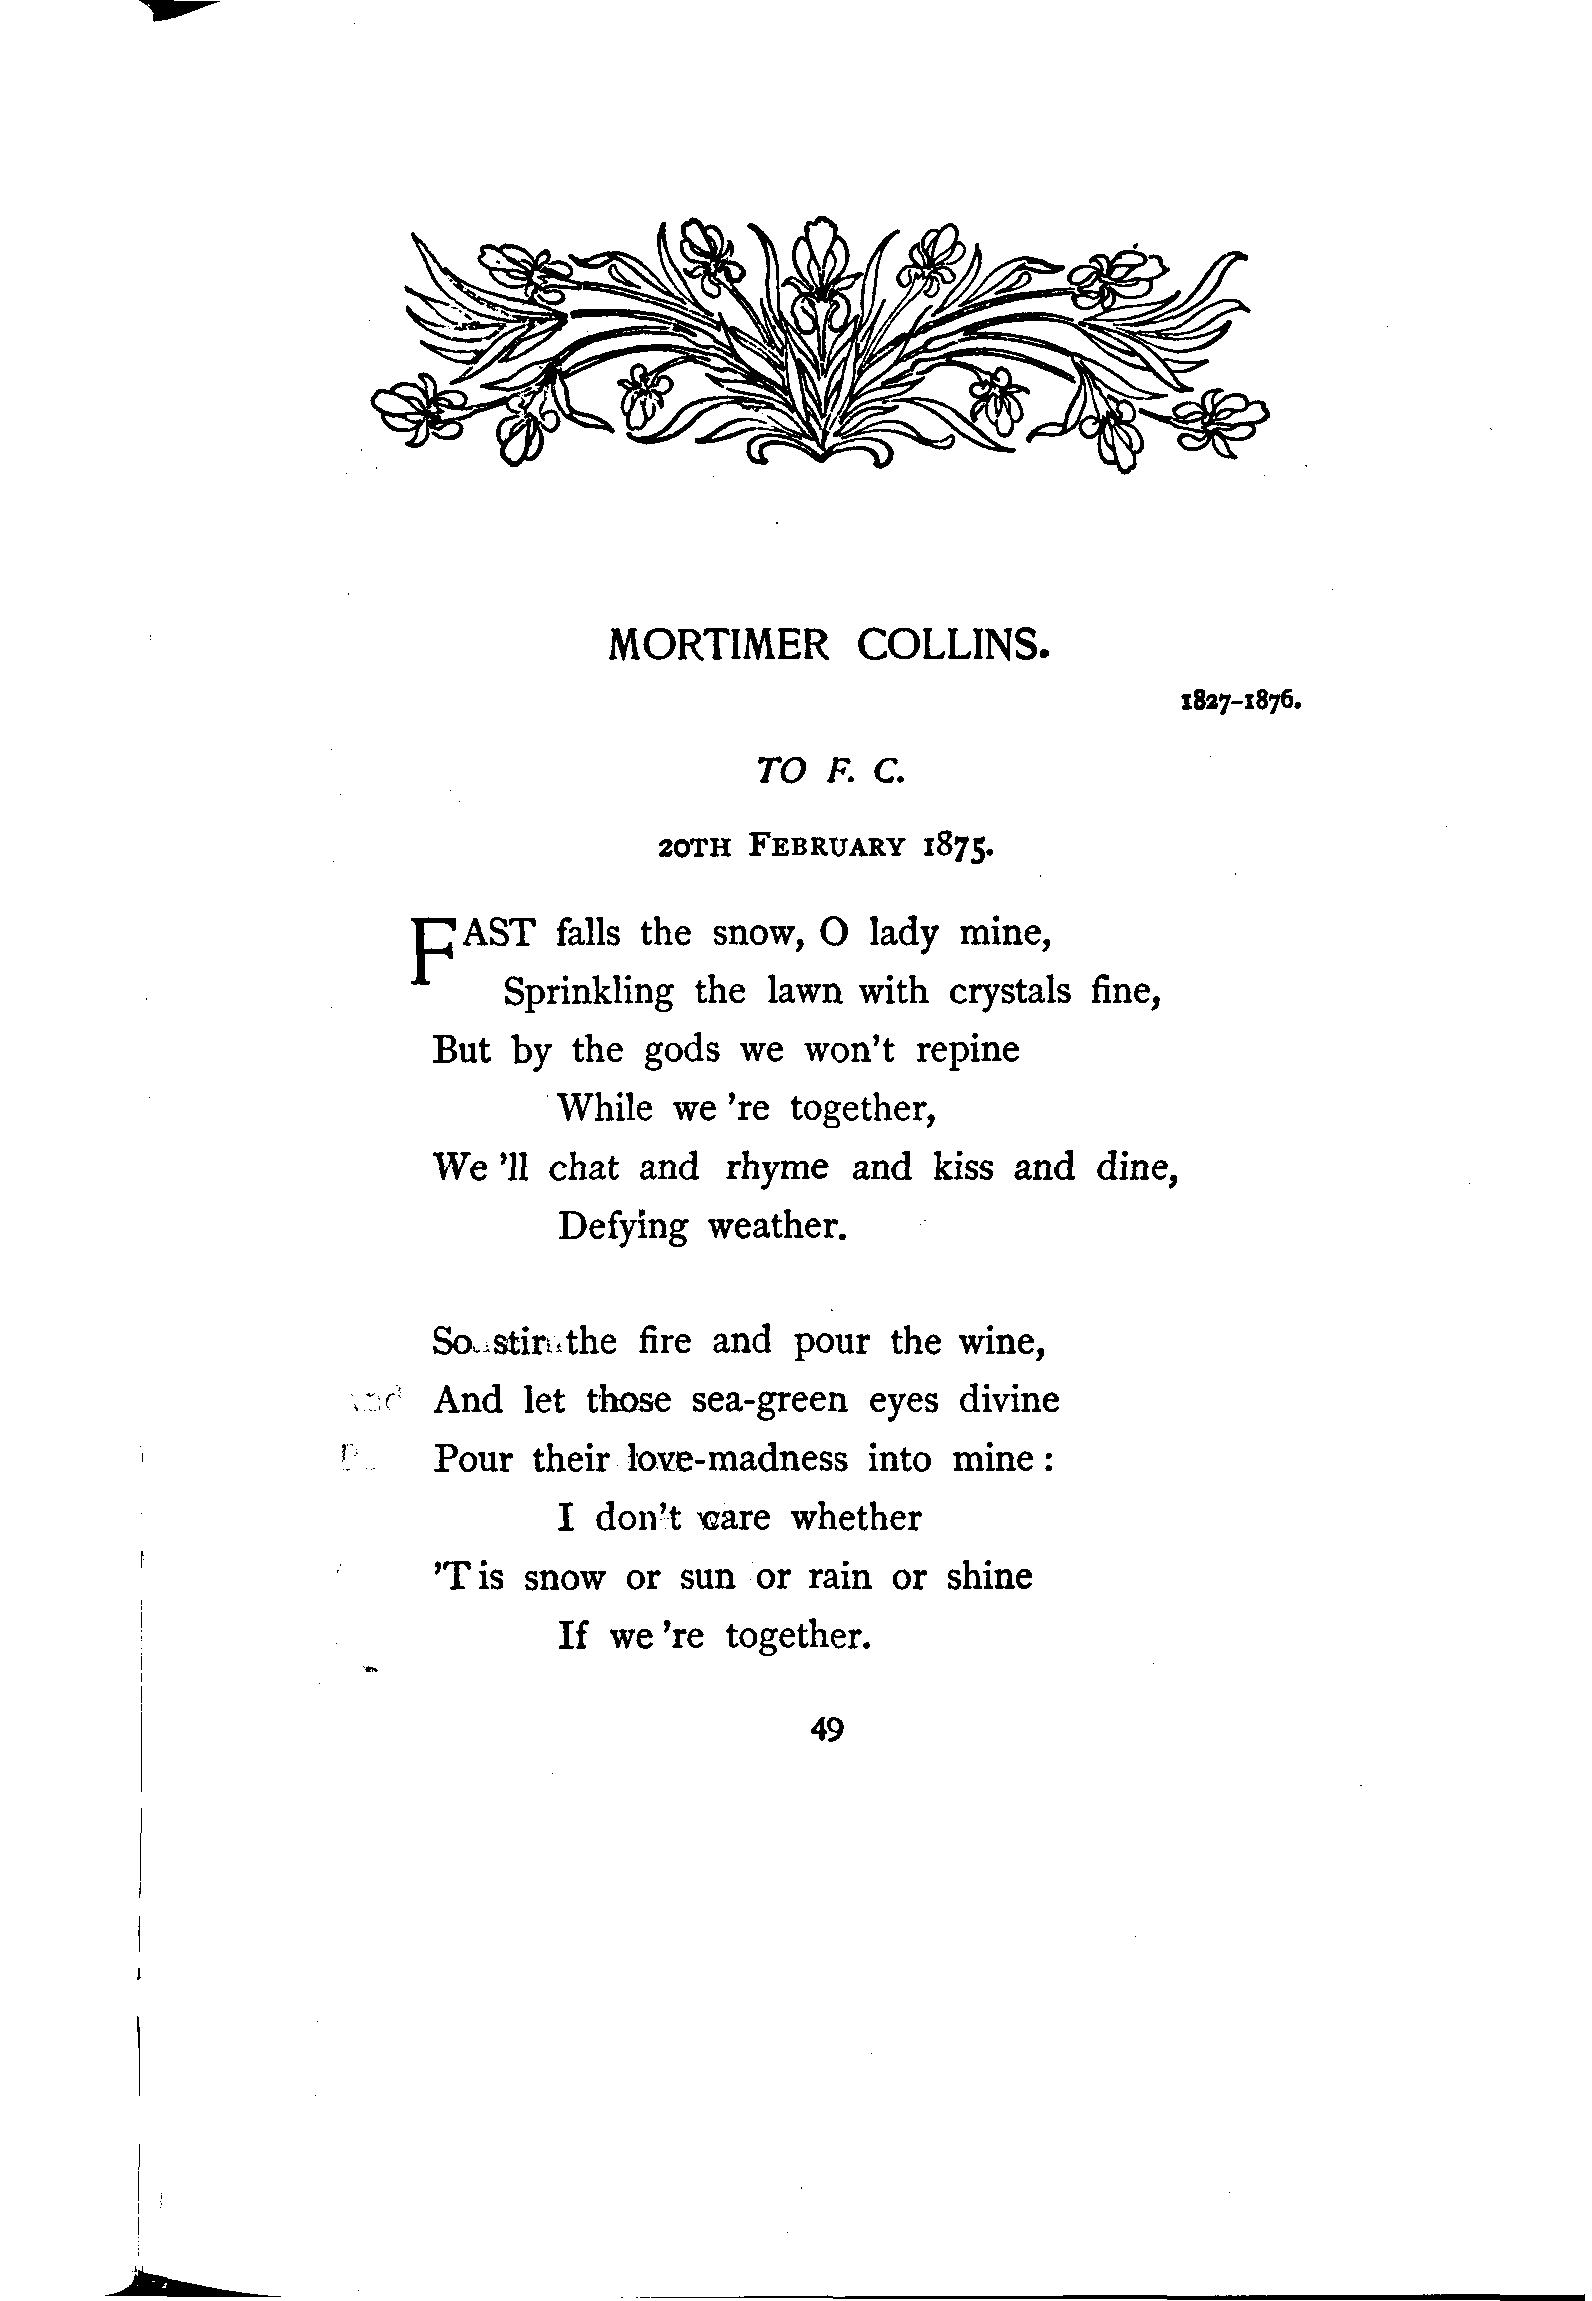 MORTIMER COLLINS.
1827–1876.
TO F. C.
20TH FEBRUARY 1875.
FAST falls the snow, O lady mine,
Sprinkling the lawn with crystals fine,
But by the gods we won't repine
While we 're together,
We 'll chat and rhyme and kiss and dine,
Defying weather.
So stir the fire and pour the wine,
And let those sea-green eyes divine
Pour their love-madness into mine :
I don't care whether
'T is snow or sun or rain or shine
If we 're together.
49